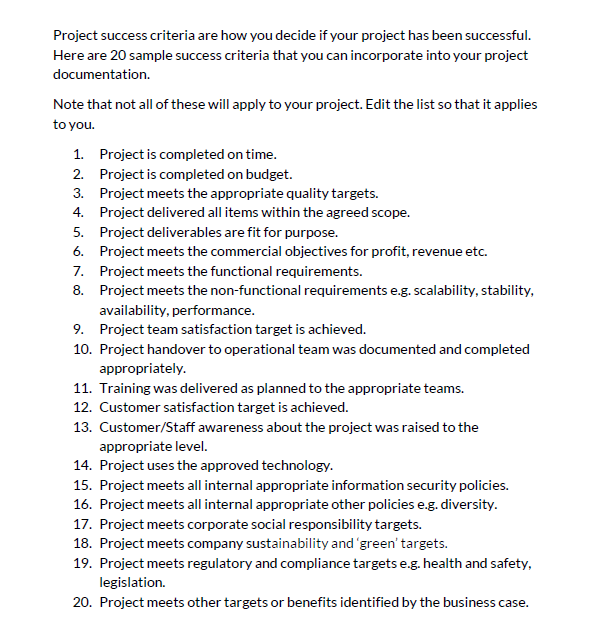 Project success criteria are how you decide if your project has been successful.
Here are 20 sample success criteria that you can incorporate into your project
documentation.
Note that not all of these will apply to your project. Edit the list so that it applies
to you.
1. Project is completed on time.
2. Project is completed on budget.
3. Project meets the appropriate quality targets.
4. Project delivered all items within the agreed scope.
5. Project deliverables are fit for purpose.
6. Project meets the commercial objectives for profit, revenue etc.
7. Project meets the functional requirements.
8. Project meets the non-functional requirements e.g. scalability, stability,
availability, performance.
9. Project team satisfaction target is achieved.
10. Project handover to operational team was documented and completed
appropriately.
11. Training was delivered as planned to the appropriate teams.
12. Customer satisfaction target is achieved.
13. Customer/Staff awareness about the project was raised to the
appropriate level.
14. Project uses the approved technology.
15. Project meets all internal appropriate information security policies.
16. Project meets all internal appropriate other policies e.g. diversity.
17. Project meets corporate social responsibility targets.
18. Project meets company sustainability and ‘green’ targets.
19. Project meets regulatory and compliance targets e.g. health and safety,
legislation.
20. Project meets other targets or benefits identified by the business case.